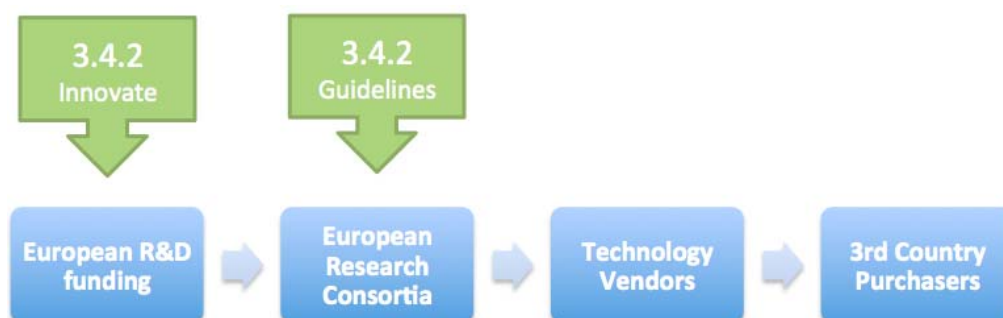 3.4.2
Innovate
3.4.2
Guidelines
European R&D
funding
European
Research
Consortia
Technology
Vendors
3rd Country
Purchasers